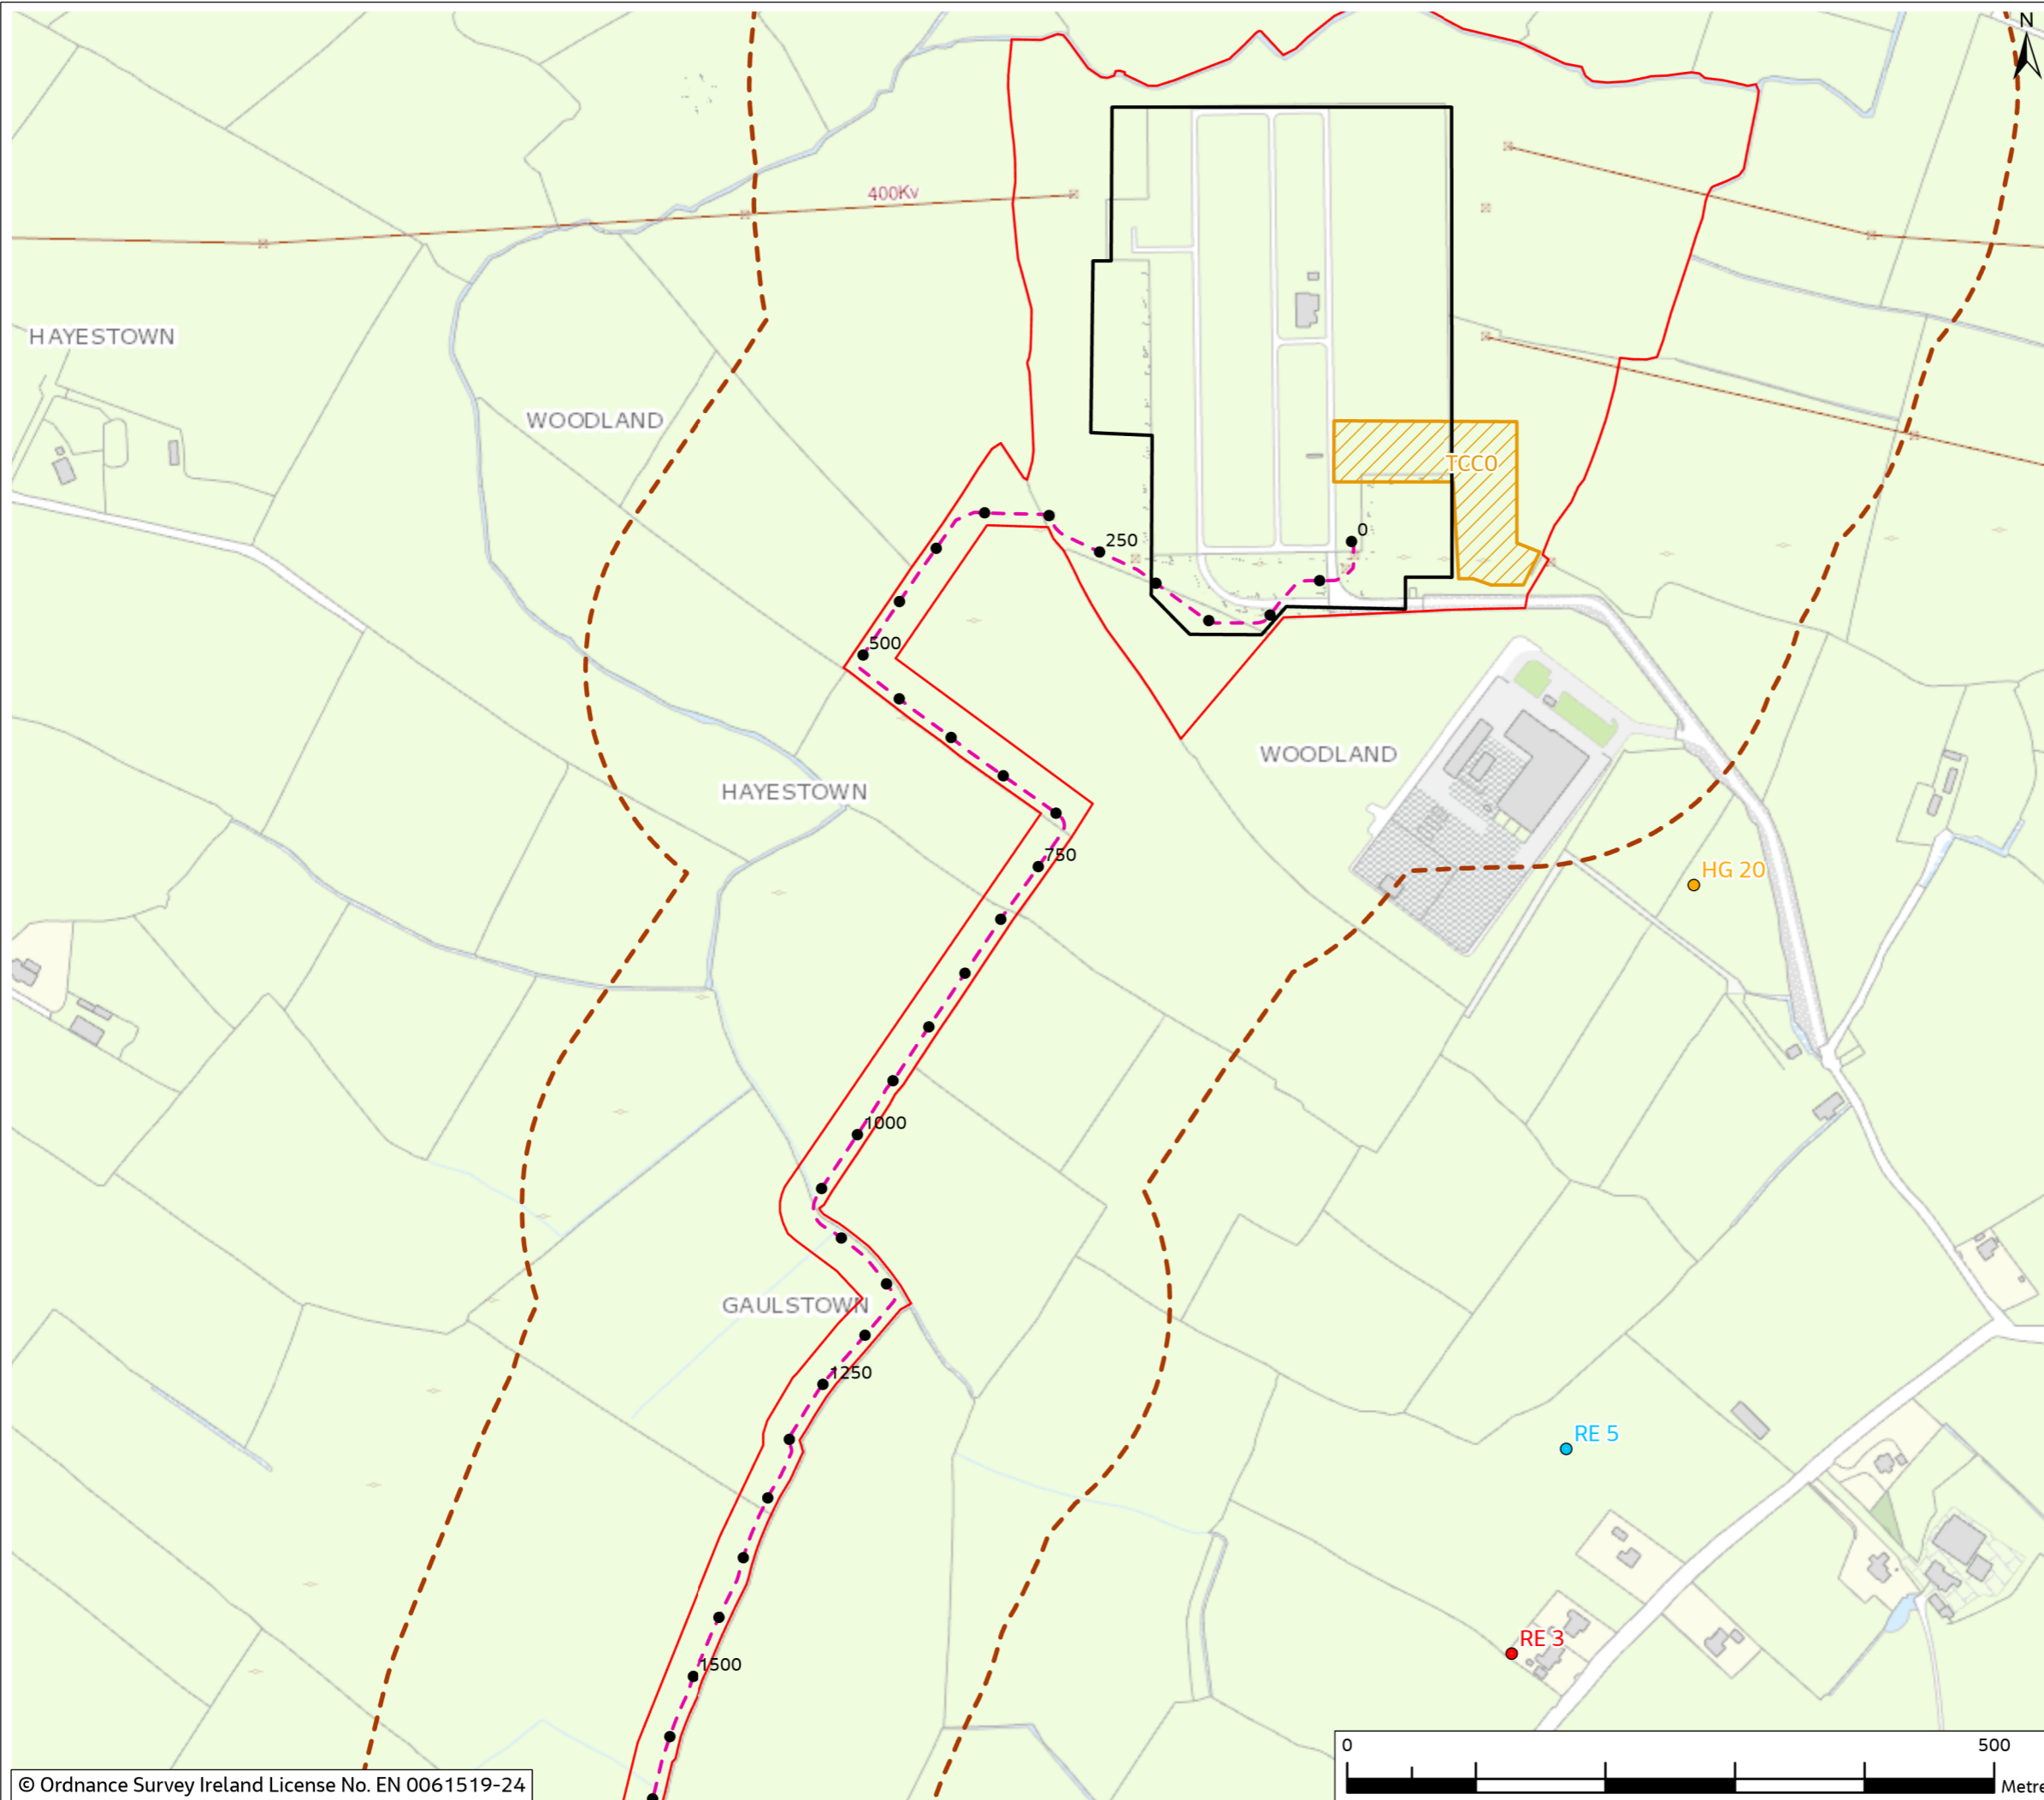 N
400Kv
HAYESTOWN
WOODLAND
TCC0
0
250
500
WOODLAND
HAYESTOWN
750
HG 20
1000
GAULSTOWN
1250
RE 5
RE 3
1500
0 500
Metre
© Ordnance Survey Ireland License No. EN 0061519-24